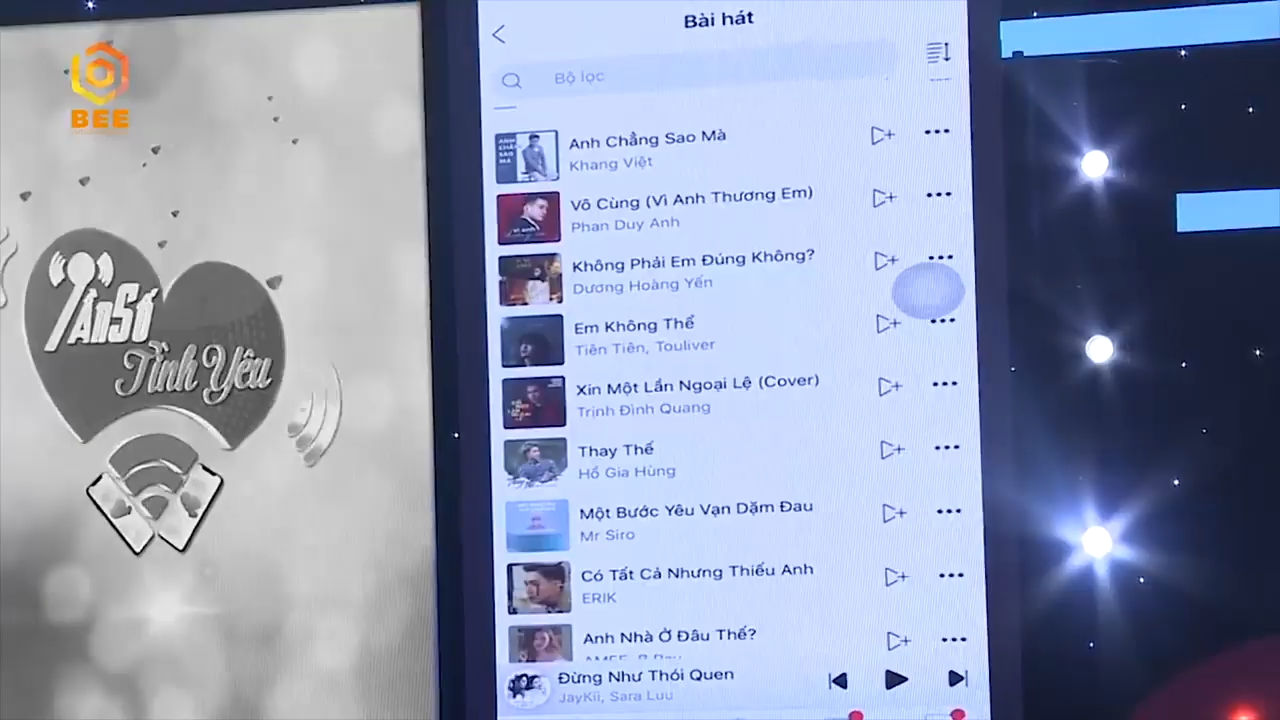 BEE
Tần Số
Tình Yêu
Bài hát
Bộ lọc
Anh Chẳng Sao Mà
Khang Việt
Vô Cùng (Vì Anh Thương Em)
Phan Duy Anh
Không Phải Em Đúng Không?
Dương Hoàng Yến
Em Không Thể
Tiên Tiên, Touliver
Xin Một Lần Ngoại Lệ (Cover)
Trịnh Đình Quang
Thay Thế
Hồ Gia Hùng
Một Bước Yêu Vạn Dặm Đau
Mr Siro
Có Tất Cả Nhưng Thiếu Anh
ERIK
Anh Nhà Ở Đâu Thế?
Đừng Như Thói Quen
JayKii, Sara Luu